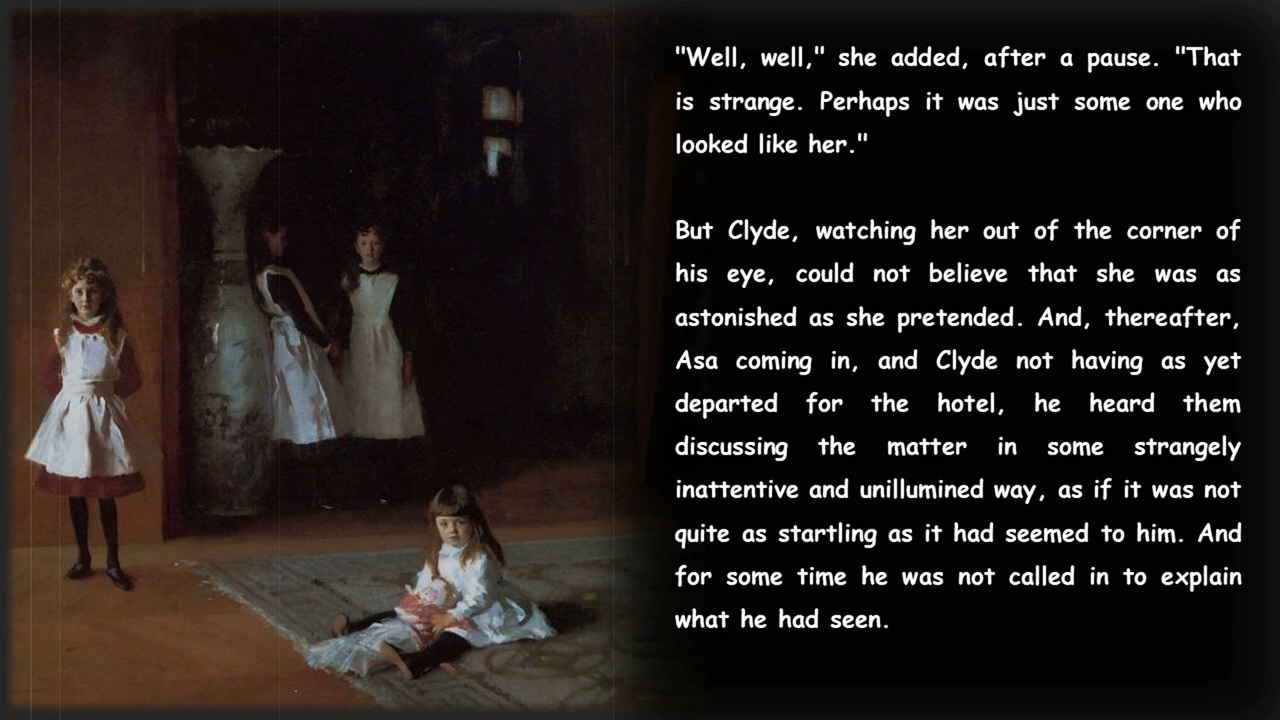 "Well, well," she added, after a pause. "That
is strange. Perhaps it was just some one who
looked like her."
But Clyde, watching her out of the corner of
his eye, could not believe that she was as
astonished as she pretended. And, thereafter,
Asa coming in, and Clyde not having as yet
departed for the hotel, he heard them
discussing the matter in some strangely
inattentive and unillumined way, as if it was not
quite as startling as it had seemed to him. And
for some time he was not called in to explain
what he had seen.